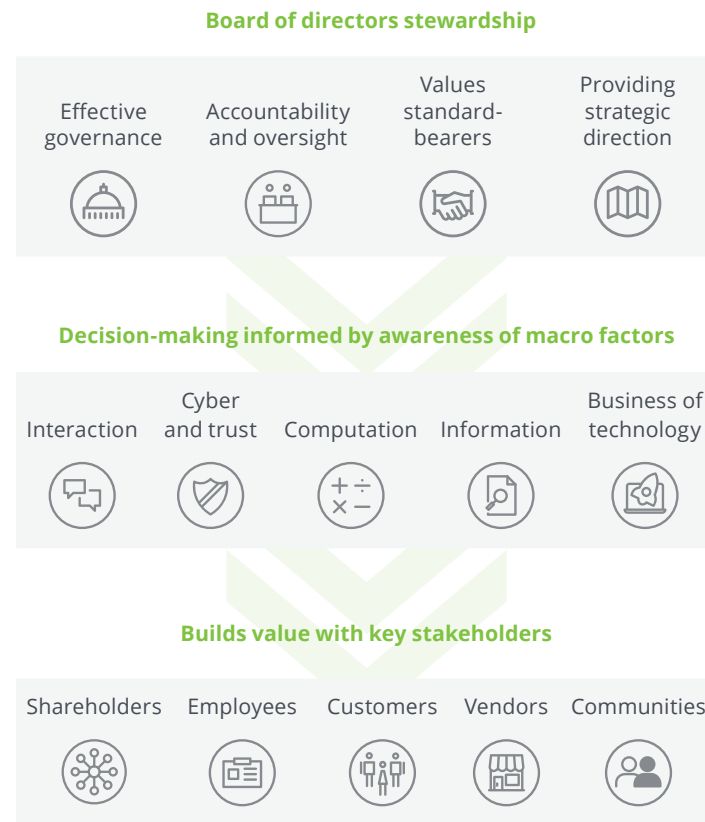 Board of directors stewardship
Effective
governance
Accountability
and oversight
Values
standard-
bearers
Providing
strategic
direction
Decision-making informed by awareness of macro factors
Interaction
Cyber
and trust
Computation
Information
Business of
technology
Builds value with key stakeholders
Shareholders
Employees
Customers
Vendors
Communities